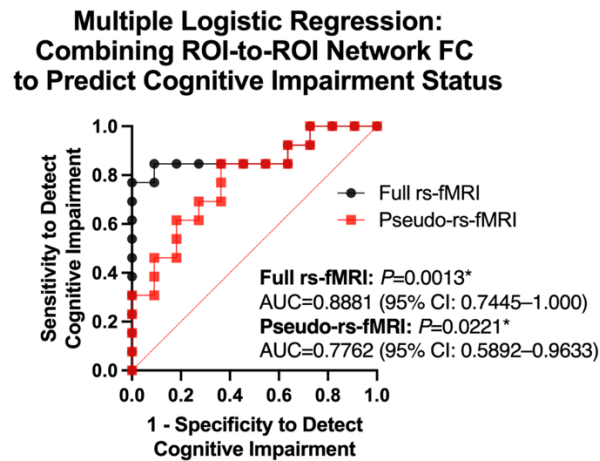 Multiple Logistic Regression:
Combining ROI-to-ROI Network FC
to Predict Cognitive Impairment Status
Sensitivity to Detect
Cognitive Impairment
1.0
0.8
0.6
0.4
0.2
0.0
0.0 0.2 0.4 0.6 0.8 1.0
Full rs-fMRI
Pseudo-rs-fMRI
Full rs-fMRI: P=0.0013*
AUC=0.8881 (95% CI: 0.7445–1.000)
Pseudo-rs-fMRI: P=0.0221*
AUC=0.7762 (95% CI: 0.5892–0.9633)
1 - Specificity to Detect
Cognitive Impairment